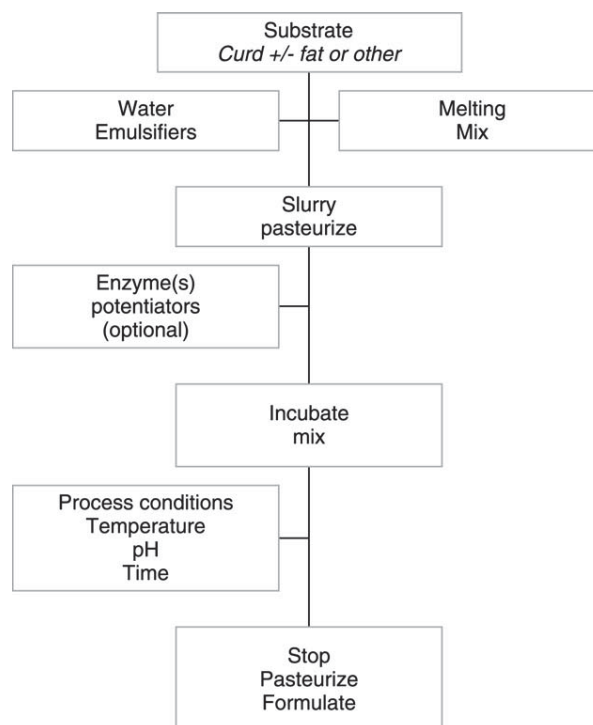 Substrate
Curd +/- fat or other
Water
Emulsifiers
Melting
Mix
Slurry
pasteurize
Enzyme(s)
potentiators
(optional)
Incubate
mix
Process conditions
Temperature
pH
Time
Stop
Pasteurize
Formulate